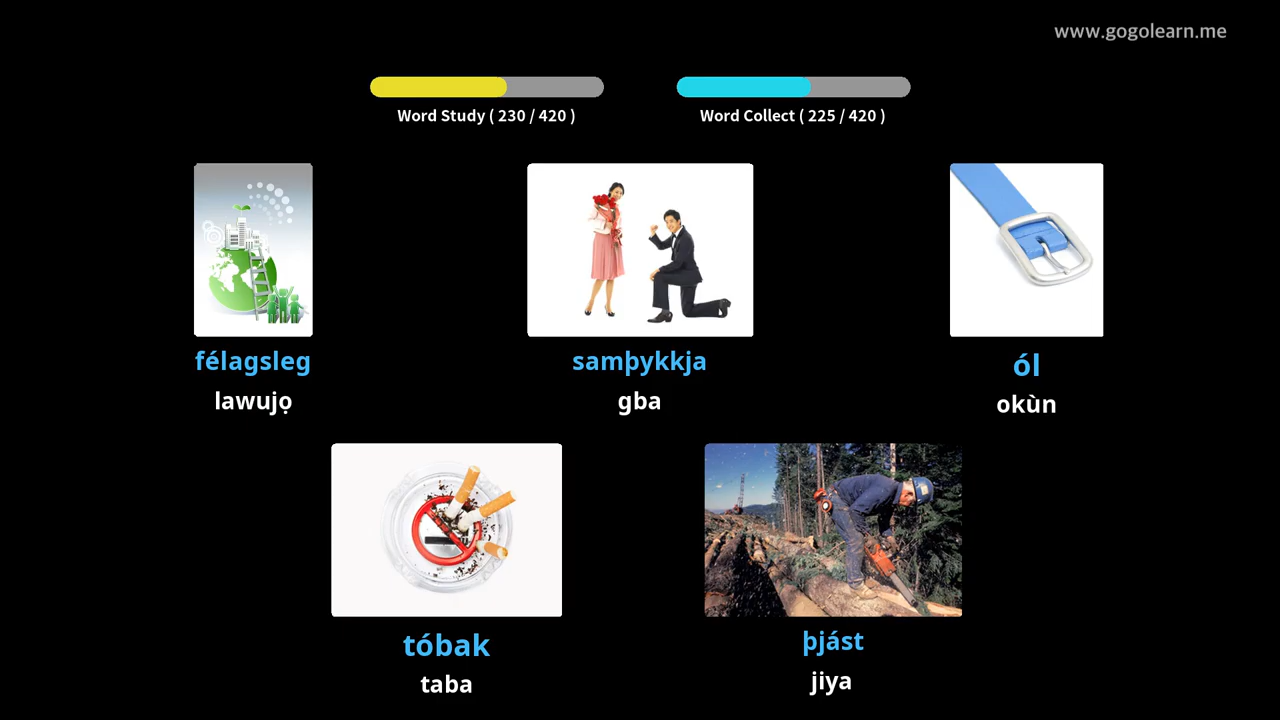 www.gogolearn.me
Word Study ( 230 / 420 )
Word Collect ( 225 / 420 )
félagsleg
lawujọ
samþykkja
gba
ól
okùn
tóbak
taba
þjást
jiya